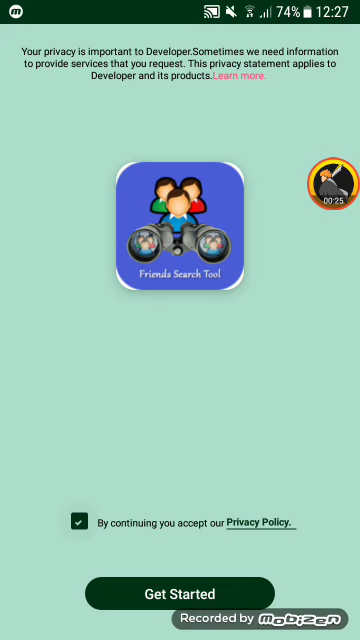 74% 12:27
Your privacy is important to Developer.Sometimes we need information
to provide services that you request. This privacy statement applies to
Developer and its products.Learn more.
00:25
Friends Search Tool
By continuing you accept our Privacy Policy.
Get Started
Recorded by mobizen